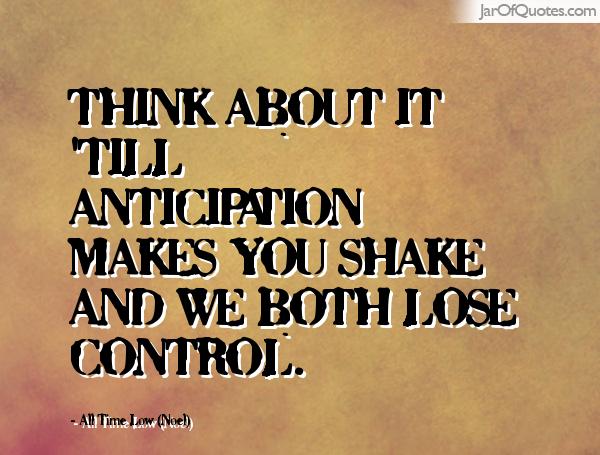 JarOfQuotes.com
THINK ABOUT IT
'TILL
ANTICIPATION
MAKES YOU SHAKE
AND WE BOTH LOSE
CONTROL.
- All Time Low (Noel)